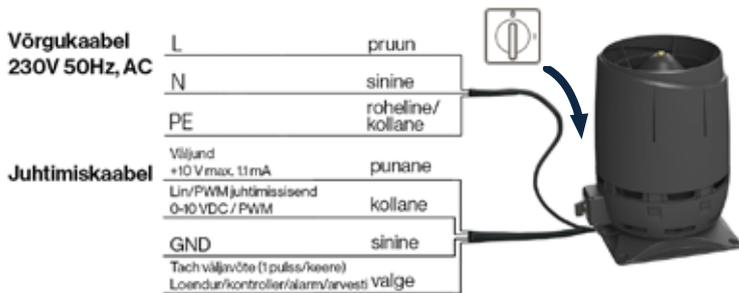 Võrgukaabel
230V 50Hz, AC
L pruun
N sinine
PE roheline/
kollane
Juhtimiskaabel
Väljund
+10 V max. 1.1 mA punane
Lin/PWM juhtimissisend
0-10 VDC / PWM kollane
GND sinine
Tach väljavõte (1 pulss/keere)
Loendur/kontroller/alarm/arvesti valge